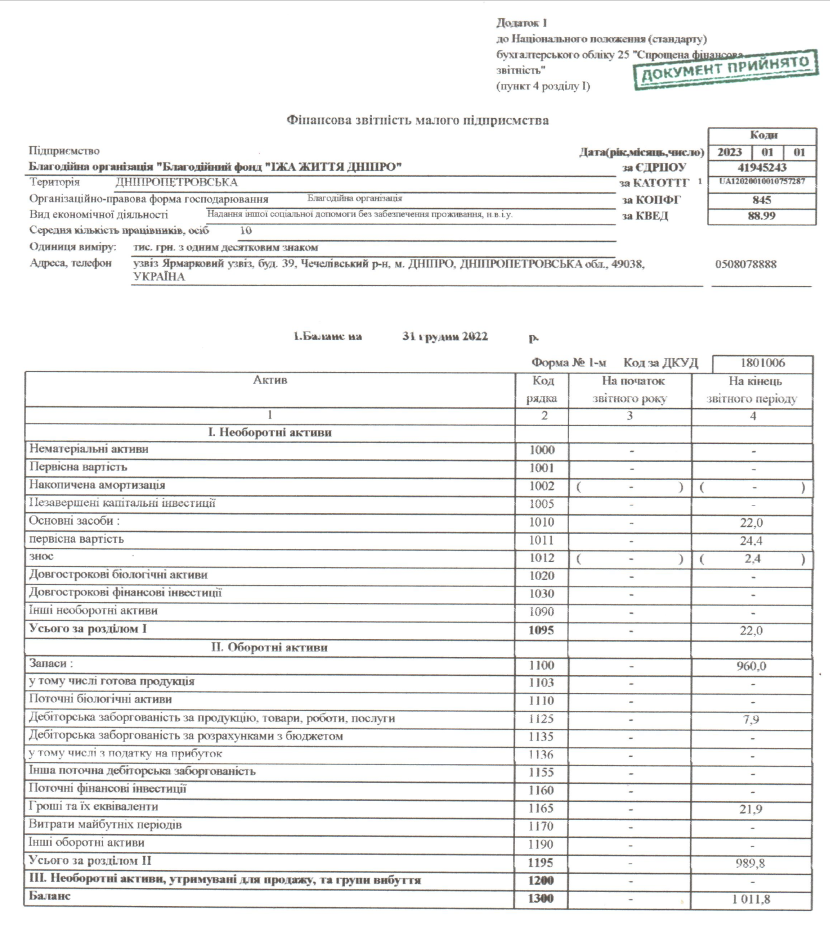 Додаток 1
до Національного положення (стандарту)
бухгалтерського обліку 25 "Спрощена фінансова
звітність"
(пункт 4 розділу I)
ДОКУМЕНТ ПРИЙНЯТО
Фінансова звітність малого підприємства
Коди
Підприємство Дата(рік,місяць,число) 2023 01 01
Благодійна організація "Благодійний фонд "ЇЖА ЖИТТЯ ДНІПРО" за ЄДРПОУ 41945243
Територія ДНІПРОПЕТРОВСЬКА за КАТОТТГ 1 UA12020010010757287
Організаційно-правова форма господарювання Благодійна організація за КОПФГ 845
Вид економічної діяльності Надання іншої соціальної допомоги без забезпечення проживання, н.в.і.у. за КВЕД 88.99
Середня кількість працівників, осіб 10
Одиниця виміру: тис. грн. з одним десятковим знаком
Адреса, телефон узвіз Ярмарковий узвіз, буд. 39, Чечелівський р-н, м. ДНІПРО, ДНІПРОПЕТРОВСЬКА обл., 49038, 0508078888
УКРАЇНА
1.Баланс на 31 грудня 2022 р.
Форма № 1-м Код за ДКУД 1801006
Актив Код На початок На кінець
рядка звітного року звітного періоду
1 2 3 4
I. Необоротні активи
Нематеріальні активи 1000 - -
Первісна вартість 1001 - -
Накопичена амортизація 1002 ( - ) ( - )
Незавершені капітальні інвестиції 1005 - -
Основні засоби : 1010 - 22,0
первісна вартість 1011 - 24,4
знос 1012 ( - ) ( 2,4 )
Довгострокові біологічні активи 1020 - -
Довгострокові фінансові інвестиції 1030 - -
Інші необоротні активи 1090 - -
Усього за розділом I 1095 - 22,0
II. Оборотні активи
Запаси : 1100 - 960,0
у тому числі готова продукція 1103 - -
Поточні біологічні активи 1110 - -
Дебіторська заборгованість за продукцію, товари, роботи, послуги 1125 - 7,9
Дебіторська заборгованість за розрахунками з бюджетом 1135 - -
у тому числі з податку на прибуток 1136 - -
Інша поточна дебіторська заборгованість 1155 - -
Поточні фінансові інвестиції 1160 - -
Гроші та їх еквіваленти 1165 - 21,9
Витрати майбутніх періодів 1170 - -
Інші оборотні активи 1190 - -
Усього за розділом II 1195 - 989,8
III. Необоротні активи, утримувані для продажу, та групи вибуття 1200 - -
Баланс 1300 - 1 011,8